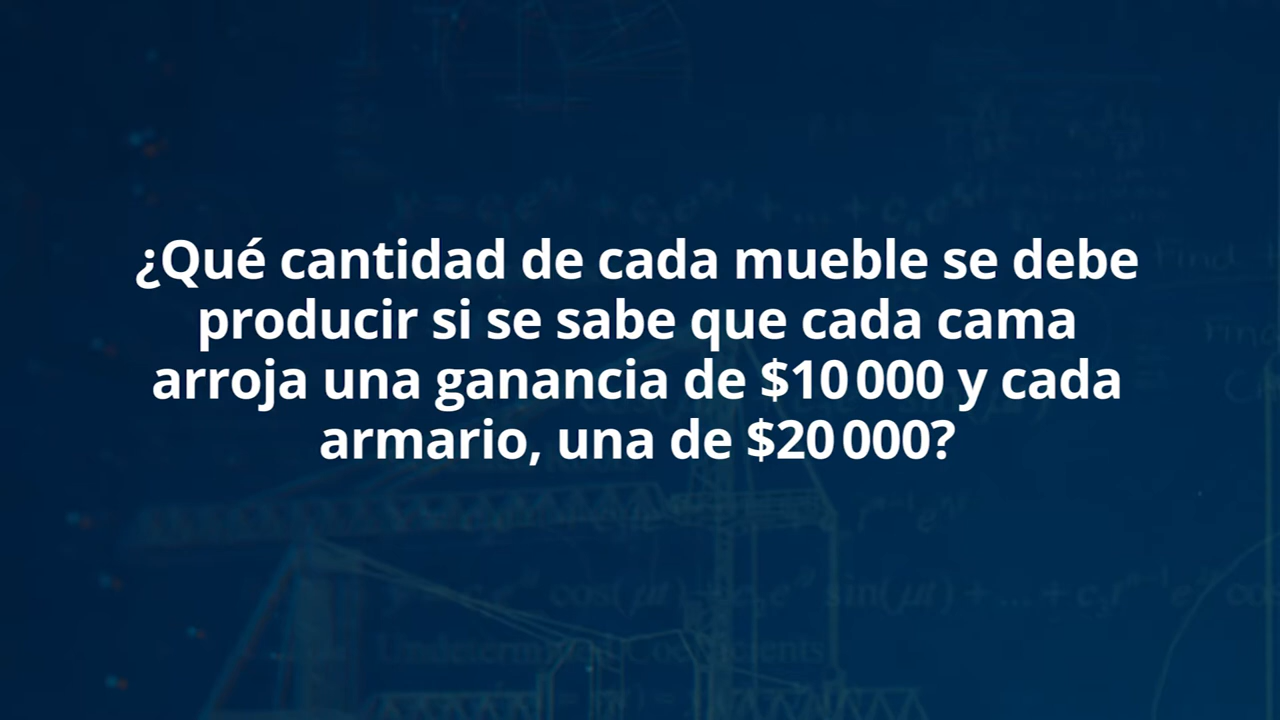 ¿Qué cantidad de cada mueble se debe
producir si se sabe que cada cama
arroja una ganancia de $10 000 y cada
armario, una de $20 000?